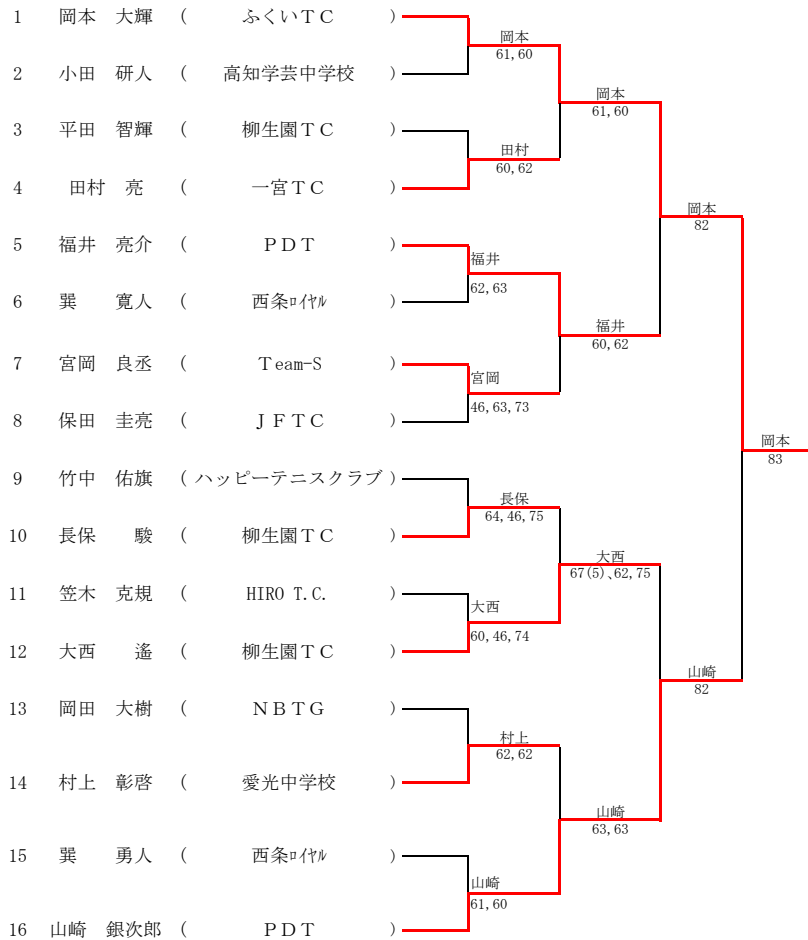 1 岡本 大輝 ( ふくいTC )
岡本
61,60
2 小田 研人 ( 高知学芸中学校 )
岡本
61,60
3 平田 智輝 ( 柳生園TC )
田村
60,62
4 田村 亮 ( 一宮TC )
岡本
82
5 福井 亮介 ( PDT )
福井
62,63
6 巽 寛人 ( 西条ﾛｲﾔﾙ )
福井
60,62
7 宮岡 良丞 ( Team-S )
宮岡
46,63,73
8 保田 圭亮 ( JFTC )
岡本
83
9 竹中 佑旗 ( ハッピーテニスクラブ )
長保
64,46,75
10 長保 駿 ( 柳生園TC )
大西
67(5)、62,75
11 笠木 克規 ( HIRO T.C. )
大西
60,46,74
12 大西 遙 ( 柳生園TC )
山崎
82
13 岡田 大樹 ( NBTG )
村上
62,62
14 村上 彰啓 ( 愛光中学校 )
山崎
63,63
15 巽 勇人 ( 西条ﾛｲﾔﾙ )
山崎
61,60
16 山崎 銀次郎 ( PDT )